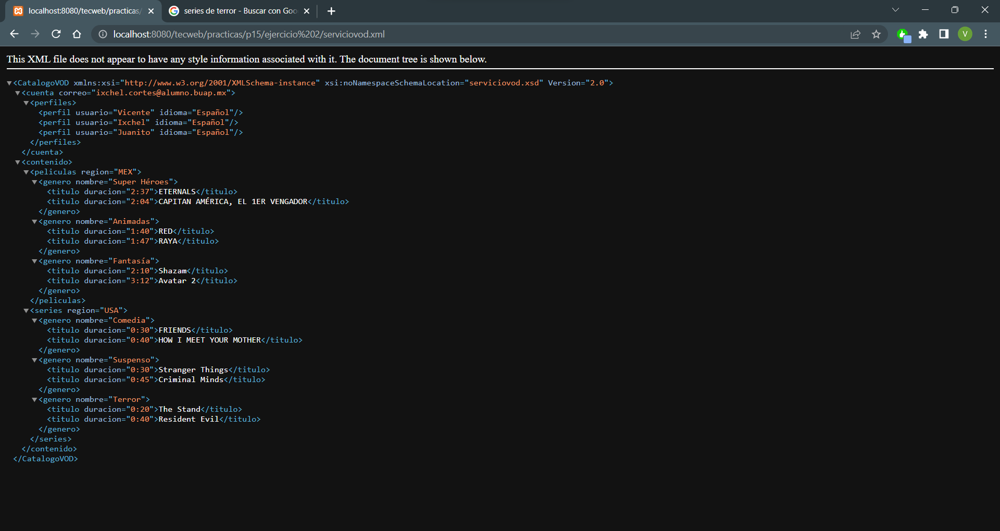 localhost:8080/tecweb/practicas/
series de terror - Buscar con Goo
localhost:8080/tecweb/practicas/p15/ejercicio%202/serviciovod.xml
V
This XML file does not appear to have any style information associated with it. The document tree is shown below.
▼<CatalogoVOD xmlns:xsi="http://www.w3.org/2001/XMLSchema-instance" xsi:noNamespaceSchemaLocation="serviciovod.xsd" Version="2.0">
▼<cuenta correo="ixchel.cortes@alumno.buap.mx">
▼<perfiles>
<perfil usuario="Vicente" idioma="Español"/>
<perfil usuario="Ixchel" idioma="Español"/>
<perfil usuario="Juanito" idioma="Español"/>
</perfiles>
</cuenta>
▼<contenido>
▼<peliculas region="MEX">
▼<genero nombre="Super Héroes">
<titulo duracion="2:37">ETERNALS</titulo>
<titulo duracion="2:04">CAPITAN AMÉRICA, EL 1ER VENGADOR</titulo>
</genero>
▼<genero nombre="Animadas">
<titulo duracion="1:40">RED</titulo>
<titulo duracion="1:47">RAYA</titulo>
</genero>
▼<genero nombre="Fantasía">
<titulo duracion="2:10">Shazam</titulo>
<titulo duracion="3:12">Avatar 2</titulo>
</genero>
</peliculas>
▼<series region="USA">
▼<genero nombre="Comedia">
<titulo duracion="0:30">FRIENDS</titulo>
<titulo duracion="0:40">HOW I MEET YOUR MOTHER</titulo>
</genero>
▼<genero nombre="Suspenso">
<titulo duracion="0:30">Stranger Things</titulo>
<titulo duracion="0:45">Criminal Minds</titulo>
</genero>
▼<genero nombre="Terror">
<titulo duracion="0:20">The Stand</titulo>
<titulo duracion="0:40">Resident Evil</titulo>
</genero>
</series>
</contenido>
</CatalogoVOD>